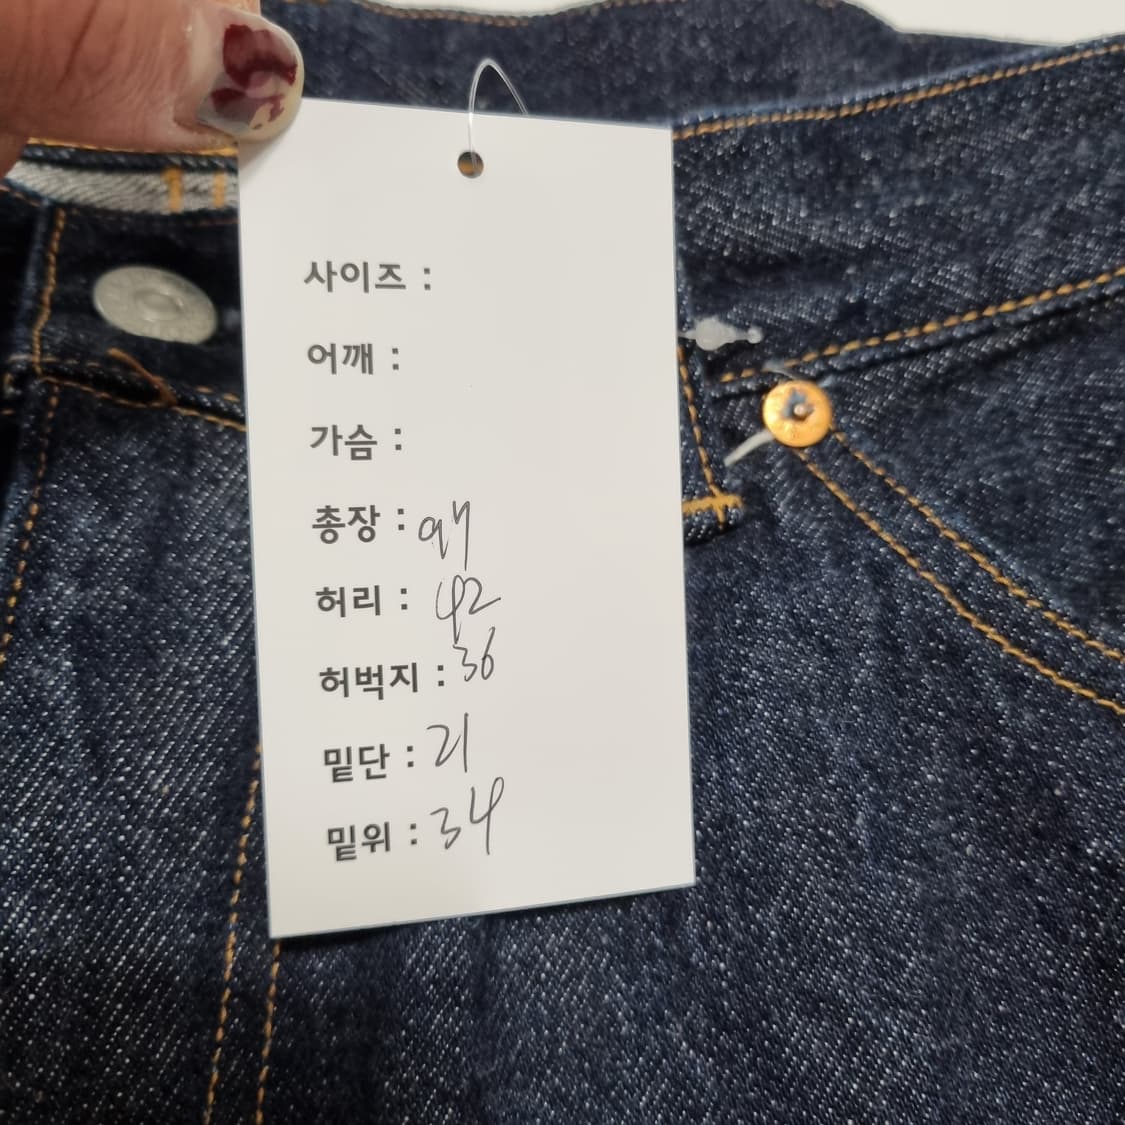 사이즈 :
어깨 :
가슴 :
총장 : 97
허리 : 42
허벅지 : 36
밑단 : 21
밑위 : 34